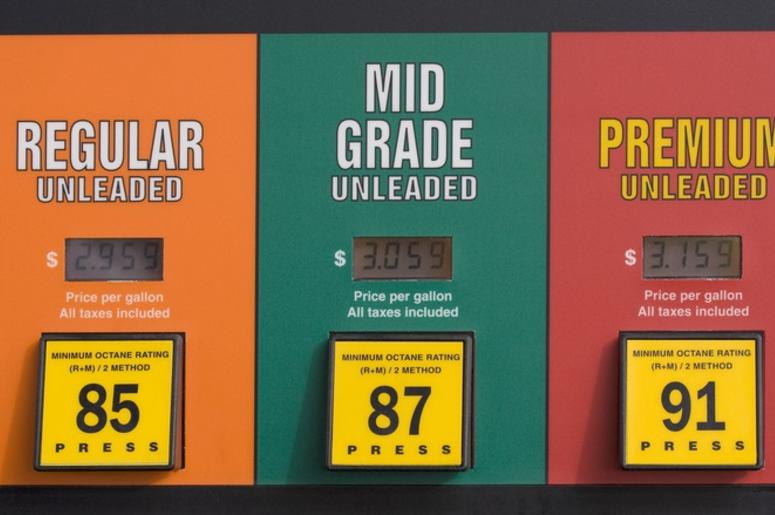 REGULAR
UNLEADED
$ 2.959
Price per gallon
All taxes included
MINIMUM OCTANE RATING
(R+M) / 2 METHOD
85
PRESS
MID
GRADE
UNLEADED
$ 3.059
Price per gallon
All taxes included
MINIMUM OCTANE RATING
(R+M) / 2 METHOD
87
PRESS
PREMIUM
UNLEADED
$ 3.159
Price per gallon
All taxes included
MINIMUM OCTANE RATING
(R+M) / 2 METHOD
91
PRESS